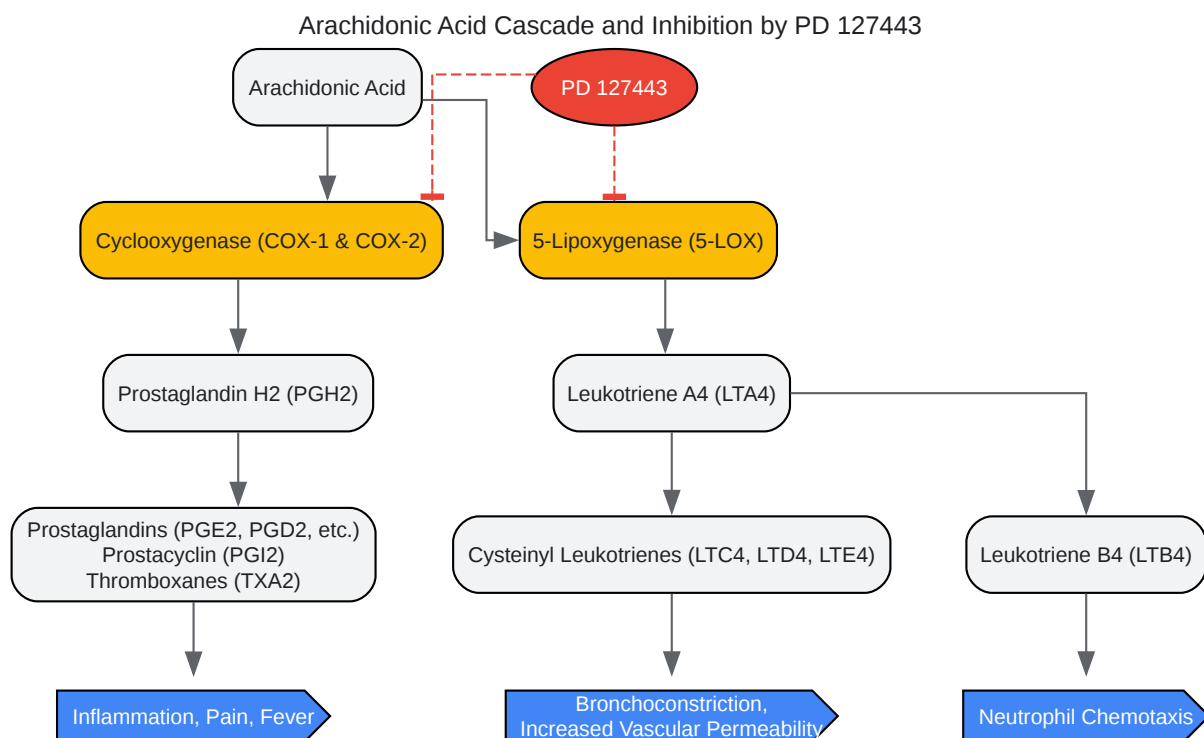 Arachidonic Acid Cascade and Inhibition by PD 127443
Arachidonic Acid
PD 127443
Cyclooxygenase (COX-1 & COX-2)
5-Lipoxygenase (5-LOX)
Prostaglandin H2 (PGH2)
Leukotriene A4 (LTA4)
Prostaglandins (PGE2, PGD2, etc.)
Prostacyclin (PGI2)
Thromboxanes (TXA2)
Cysteinyl Leukotrienes (LTC4, LTD4, LTE4)
Leukotriene B4 (LTB4)
Inflammation, Pain, Fever
Bronchoconstriction,
Increased Vascular Permeability
Neutrophil Chemotaxis